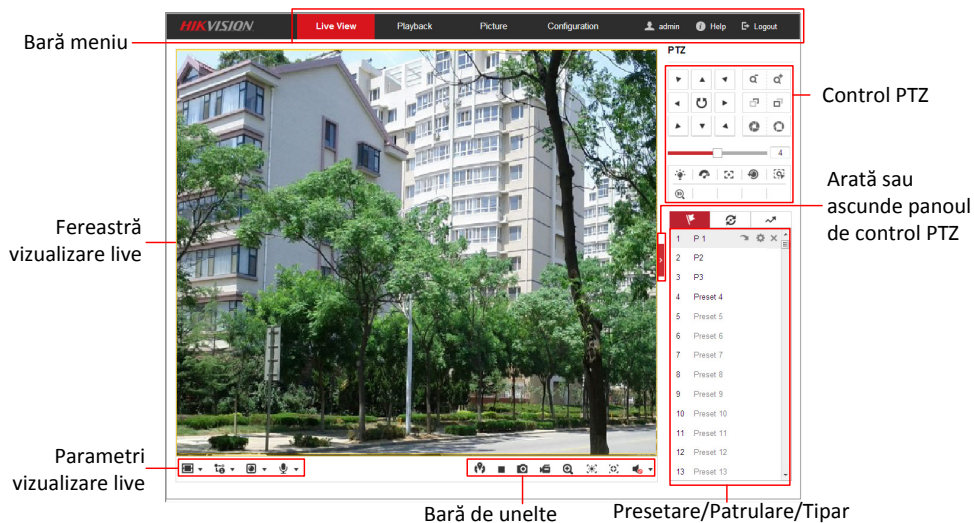 HIKVISION
Live View
Playback
Picture
Configuration
admin
Help
Logout
Bară meniu
PTZ
Control PTZ
4
Arată sau
ascunde panoul
de control PTZ
Fereastră
vizualizare live
1 P 1
2 P2
3 P3
4 Preset 4
5 Preset 5
6 Preset 6
7 Preset 7
8 Preset 8
9 Preset 9
10 Preset 10
11 Preset 11
12 Preset 12
13 Preset 13
Parametri
vizualizare live
Bară de unelte
Presetare/Patrulare/Tipar